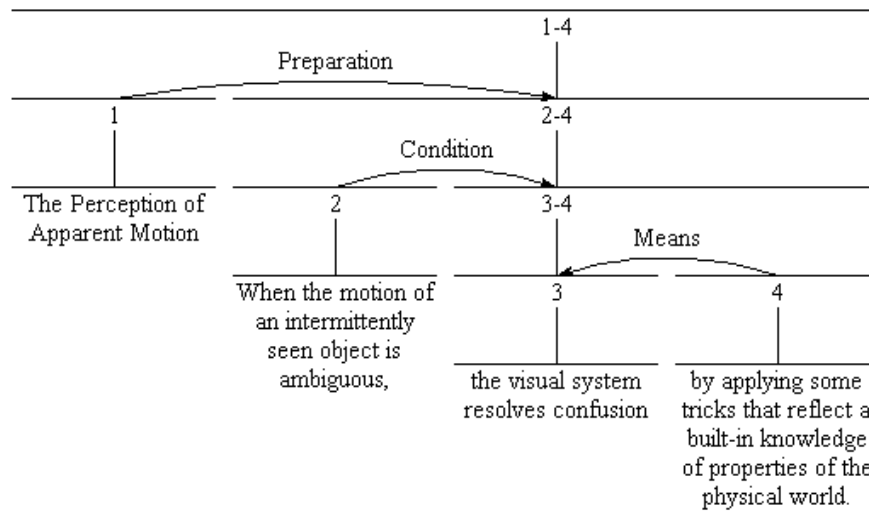 1-4
Preparation
1
2-4
Condition
The Perception of
Apparent Motion
2
3-4
Means
When the motion of
an intermittently
seen object is
ambiguous,
3
4
the visual system
resolves confusion
by applying some
tricks that reflect a
built-in knowledge
of properties of the
physical world.